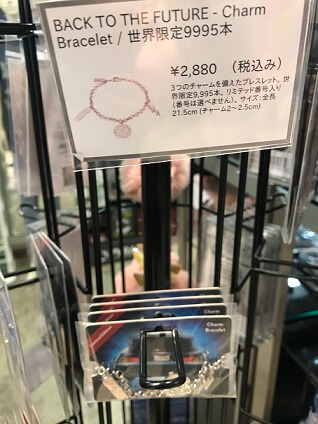 BACK TO THE FUTURE - Charm
Bracelet / 世界限定9995本
¥2,880 （税込み）
3つのチャームを備えたブレスレット。世
界限定9,995本。リミテッド番号入り
（番号は選べません）。サイズ: 全長
21.5cm (チャーム2〜2.5cm)
Charm
Charm
Charm
Charm
Bracelet